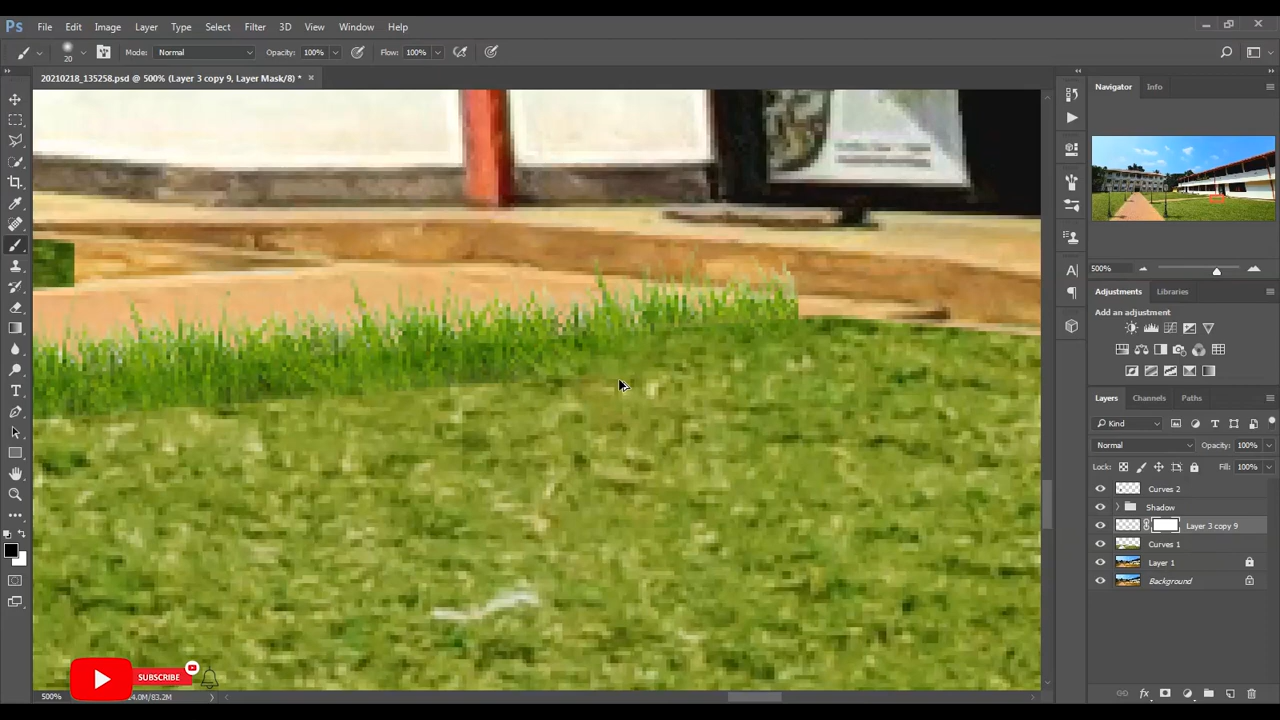 Ps File Edit Image Layer Type Select Filter 3D View Window Help
20 Mode: Normal Opacity: 100% Flow: 100%
20210218_135258.psd @ 500% (Layer 3 copy 9, Layer Mask/8) *
Navigator Info
500%
Adjustments Libraries
Add an adjustment
Layers Channels Paths
Kind
Normal Opacity: 100%
Lock: Fill: 100%
Curves 2
Shadow
Layer 3 copy 9
Curves 1
Layer 1
Background
SUBSCRIBE
500%